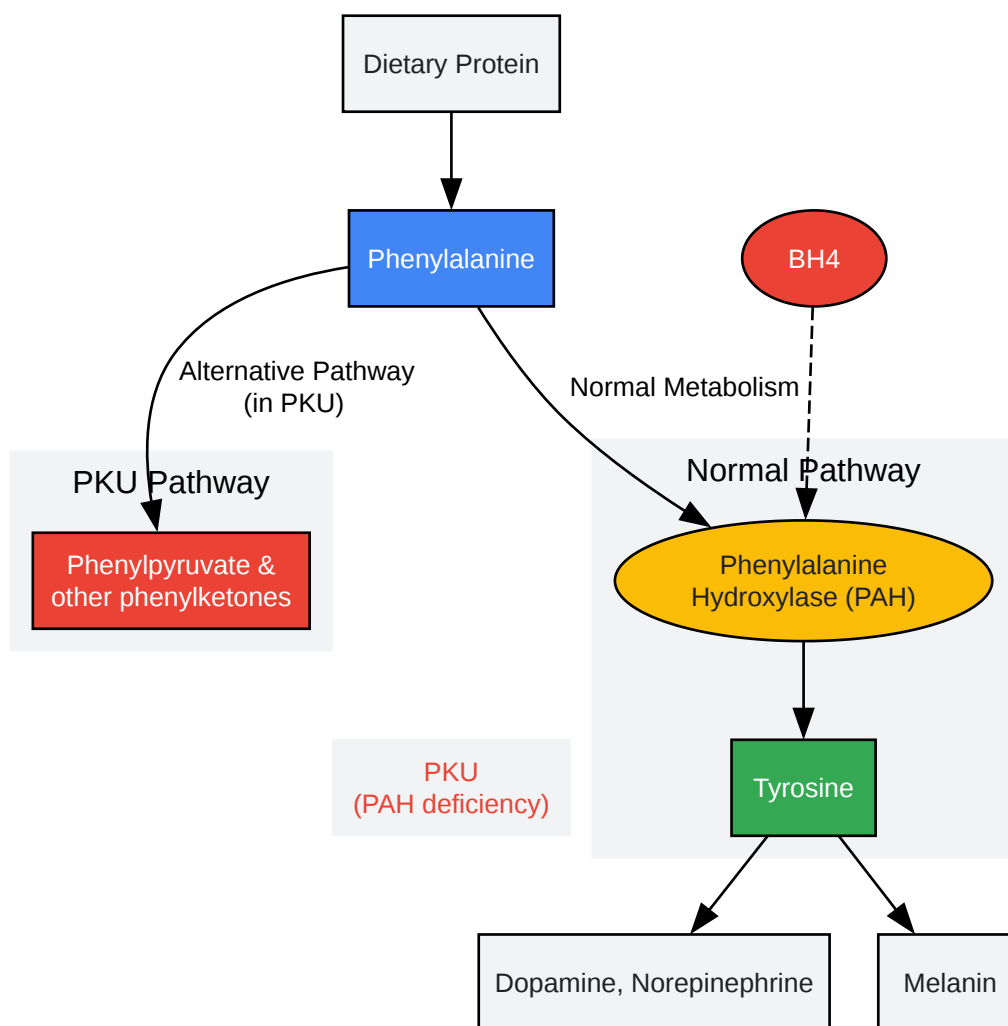 Dietary Protein
Phenylalanine
BH4
Alternative Pathway
(in PKU)
Normal Metabolism
PKU Pathway
Normal Pathway
Phenylpyruvate &
other phenylketones
Phenylalanine
Hydroxylase (PAH)
PKU
(PAH deficiency)
Tyrosine
Dopamine, Norepinephrine
Melanin